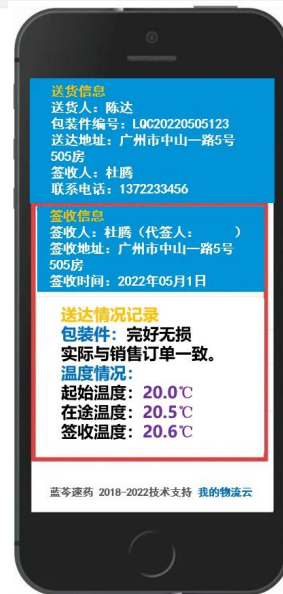 送货信息
送货人：陈达
包装件编号：LQC20220505123
送达地址：广州市中山一路5号
505房
签收人：杜腾
联系电话：1372233456
签收信息
签收人：杜腾（代签人：      ）
签收地址：广州市中山一路5号
505房
签收时间：2022年05月1日
送达情况记录
包装件：完好无损
实际与销售订单一致。
温度情况：
起始温度：20.0℃
在途温度：20.5℃
签收温度：20.6℃
蓝芩速药 2018-2022技术支持 我的物流云